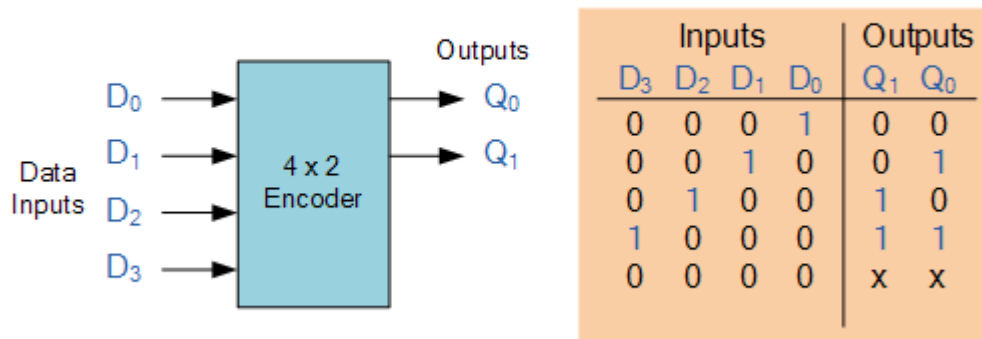 Outputs
D₀
D₁
D₂
D₃
Data
Inputs
4 x 2
Encoder
Q₀
Q₁
Inputs Outputs
D₃ D₂ D₁ D₀ Q₁ Q₀
0 0 0 1 0 0
0 0 1 0 0 1
0 1 0 0 1 0
1 0 0 0 1 1
0 0 0 0 x x